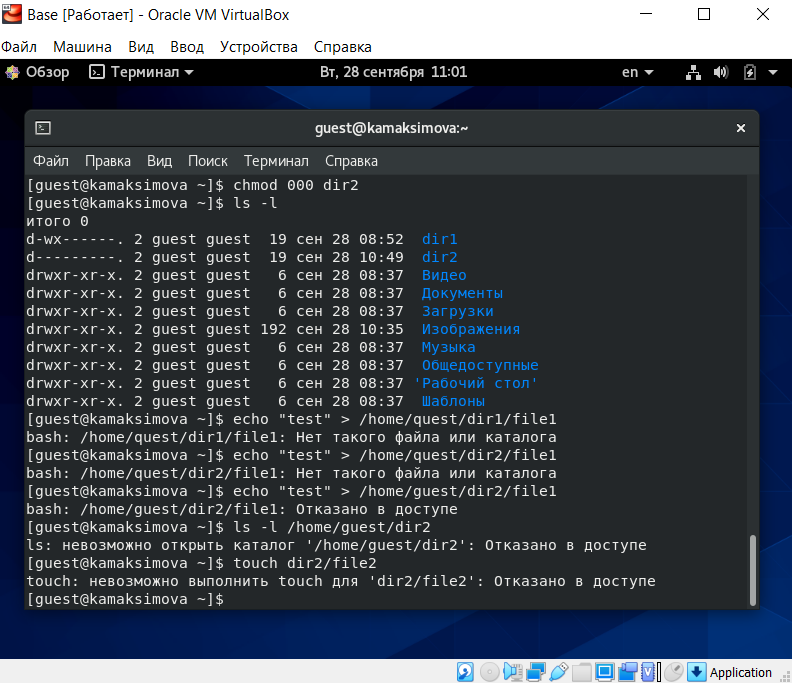 Base [Работает] - Oracle VM VirtualBox
Файл Машина Вид Ввод Устройства Справка
Обзор Терминал Вт, 28 сентября 11:01 en
guest@kamaksimova:~
Файл Правка Вид Поиск Терминал Справка
[guest@kamaksimova ~]$ chmod 000 dir2
[guest@kamaksimova ~]$ ls -l
итого 0
d-wx------. 2 guest guest 19 сен 28 08:52 dir1
d---------. 2 guest guest 19 сен 28 10:49 dir2
drwxr-xr-x. 2 guest guest 6 сен 28 08:37 Видео
drwxr-xr-x. 2 guest guest 6 сен 28 08:37 Документы
drwxr-xr-x. 2 guest guest 6 сен 28 08:37 Загрузки
drwxr-xr-x. 2 guest guest 192 сен 28 10:35 Изображения
drwxr-xr-x. 2 guest guest 6 сен 28 08:37 Музыка
drwxr-xr-x. 2 guest guest 6 сен 28 08:37 Общедоступные
drwxr-xr-x. 2 guest guest 6 сен 28 08:37 'Рабочий стол'
drwxr-xr-x. 2 guest guest 6 сен 28 08:37 Шаблоны
[guest@kamaksimova ~]$ echo "test" > /home/quest/dir1/file1
bash: /home/quest/dir1/file1: Нет такого файла или каталога
[guest@kamaksimova ~]$ echo "test" > /home/quest/dir2/file1
bash: /home/quest/dir2/file1: Нет такого файла или каталога
[guest@kamaksimova ~]$ echo "test" > /home/guest/dir2/file1
bash: /home/guest/dir2/file1: Отказано в доступе
[guest@kamaksimova ~]$ ls -l /home/guest/dir2
ls: невозможно открыть каталог '/home/guest/dir2': Отказано в доступе
[guest@kamaksimova ~]$ touch dir2/file2
touch: невозможно выполнить touch для 'dir2/file2': Отказано в доступе
[guest@kamaksimova ~]$
Application